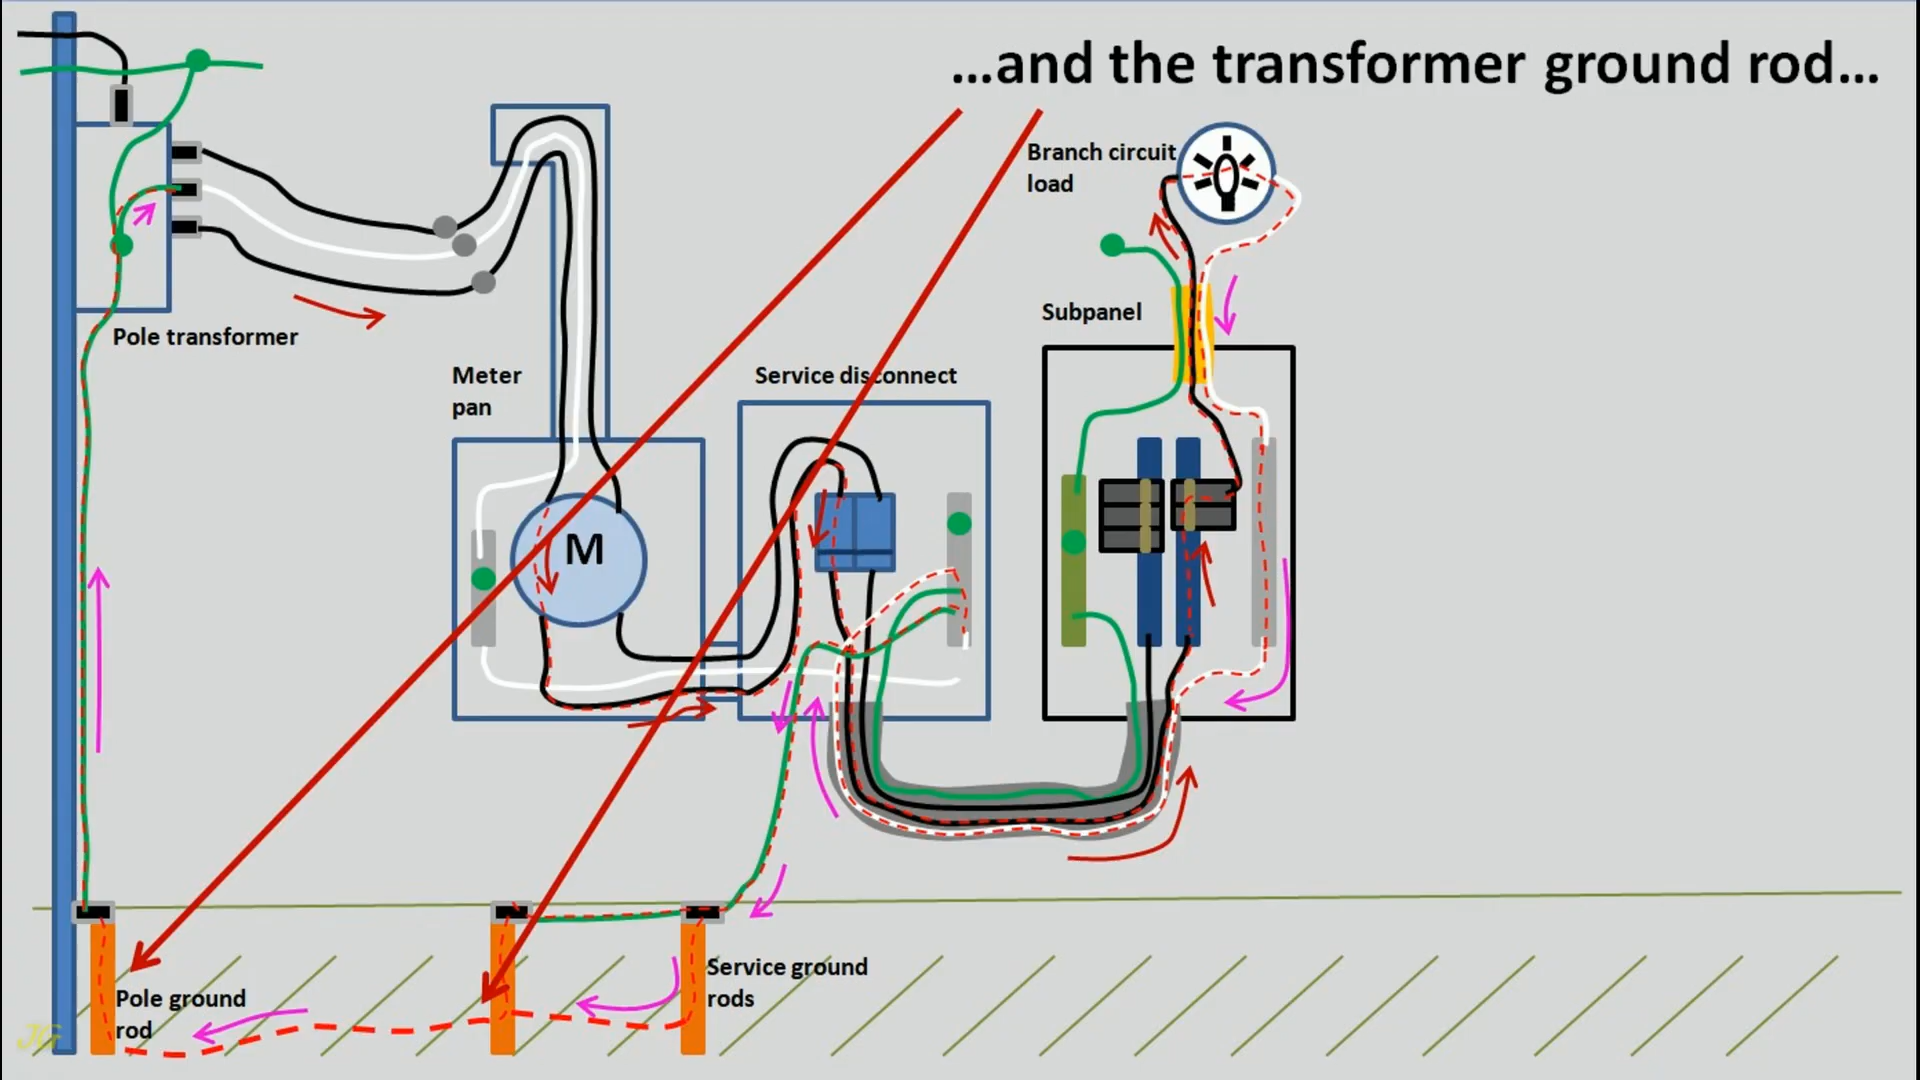 ...and the transformer ground rod...
Branch circuit
load
Subpanel
Pole transformer
Meter
pan
Service disconnect
M
Service ground
rods
Pole ground
rod
JG